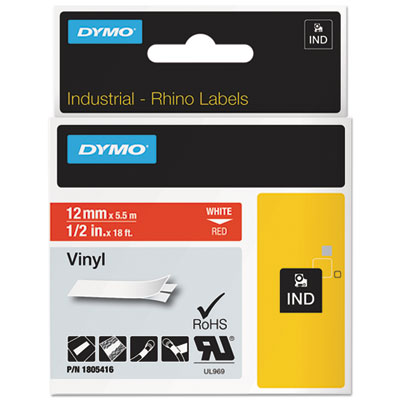 DYMO
IND
Industrial - Rhino Labels
DYMO
12mm x 5.5 m
WHITE
1/2 in. x 18 ft.
RED
Vinyl
RoHS
IND
P/N 1805416
UL969